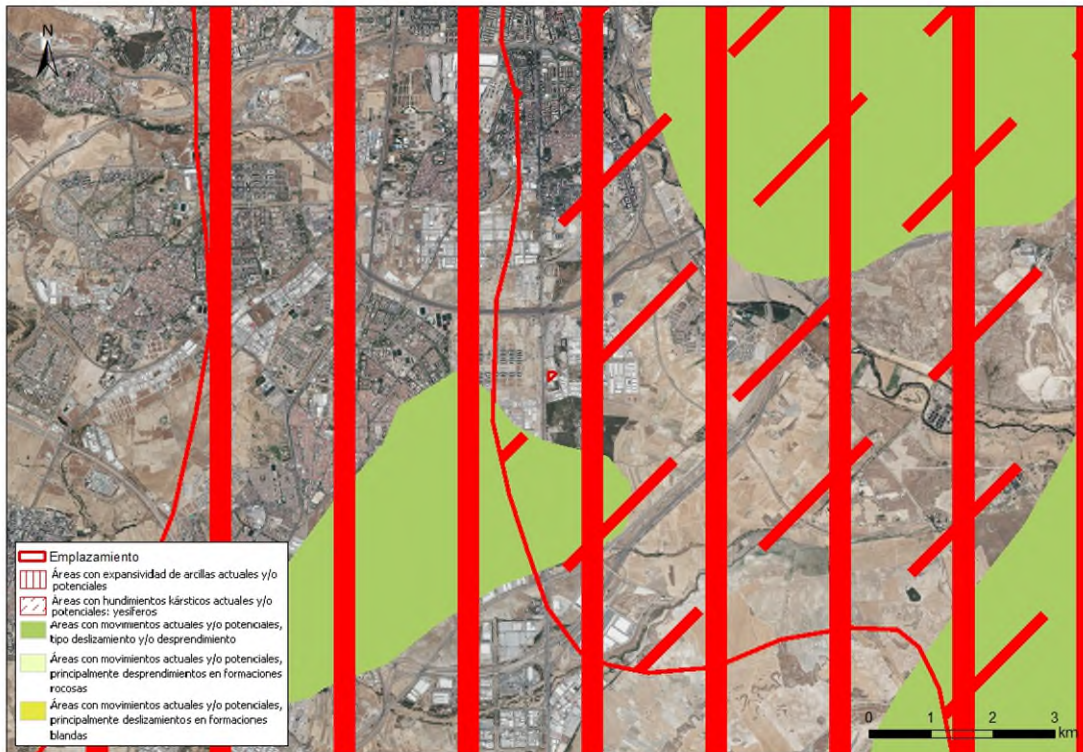 N
Emplazamiento
Áreas con expansividad de arcillas actuales y/o
potenciales
Áreas con hundimientos kársticos actuales y/o
potenciales: yesíferos
Áreas con movimientos actuales y/o potenciales,
tipo deslizamiento y/o desprendimiento
Áreas con movimientos actuales y/o potenciales,
principalmente desprendimientos en formaciones
rocosas
Áreas con movimientos actuales y/o potenciales,
principalmente deslizamientos en formaciones
blandas
0 1 2 3
km